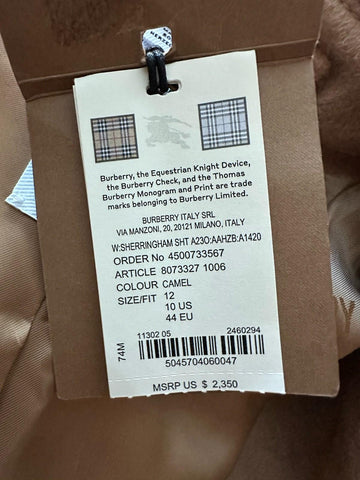 Burberry, the Equestrian Knight Device,
the Burberry Check, and the Thomas
Burberry Monogram and Print are trade
marks belonging to Burberry Limited.
BURBERRY ITALY SRL
VIA MANZONI, 20, 20121 MILANO, ITALY
W:SHERRINGHAM SHT A23O:AAHZB:A1420
ORDER No 4500733567
ARTICLE 8073327 1006
COLOUR CAMEL
SIZE/FIT 12
10 US
44 EU
74M
11302 05 2460294
5045704060047
MSRP US $ 2,350